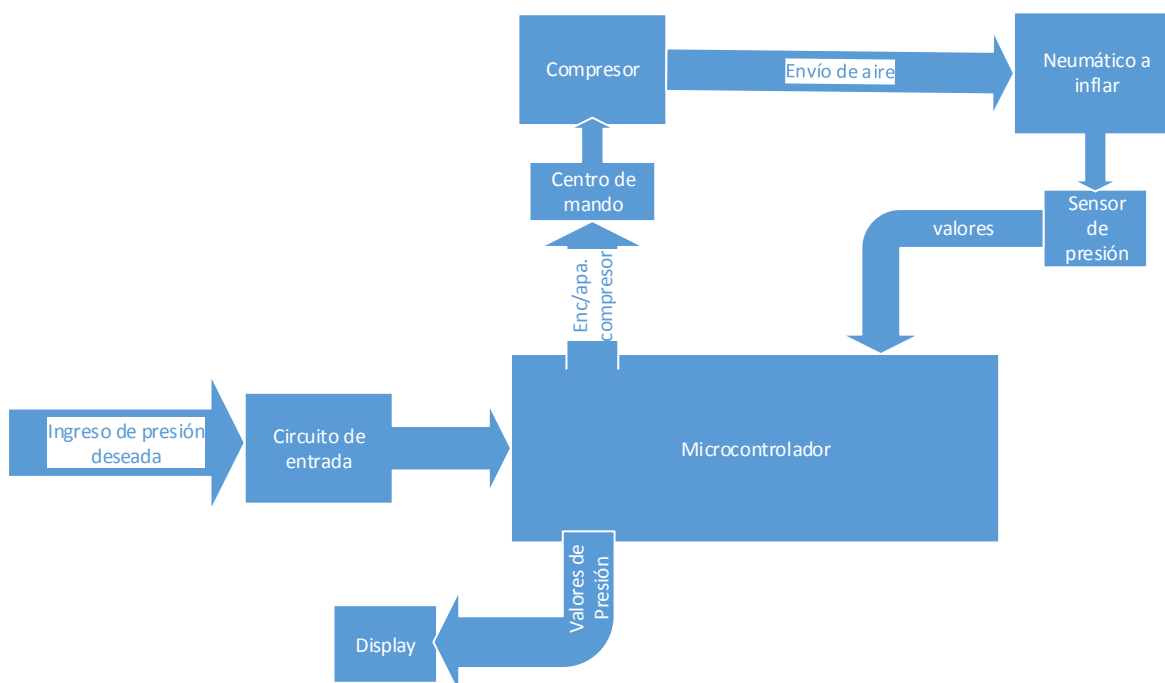 Compresor
Envío de aire
Neumático a
inflar
Centro de
mando
Sensor
de
presión
valores
Enc/apa.
compresor
Ingreso de presión
deseada
Circuito de
entrada
Microcontrolador
Valores de
Presión
Display